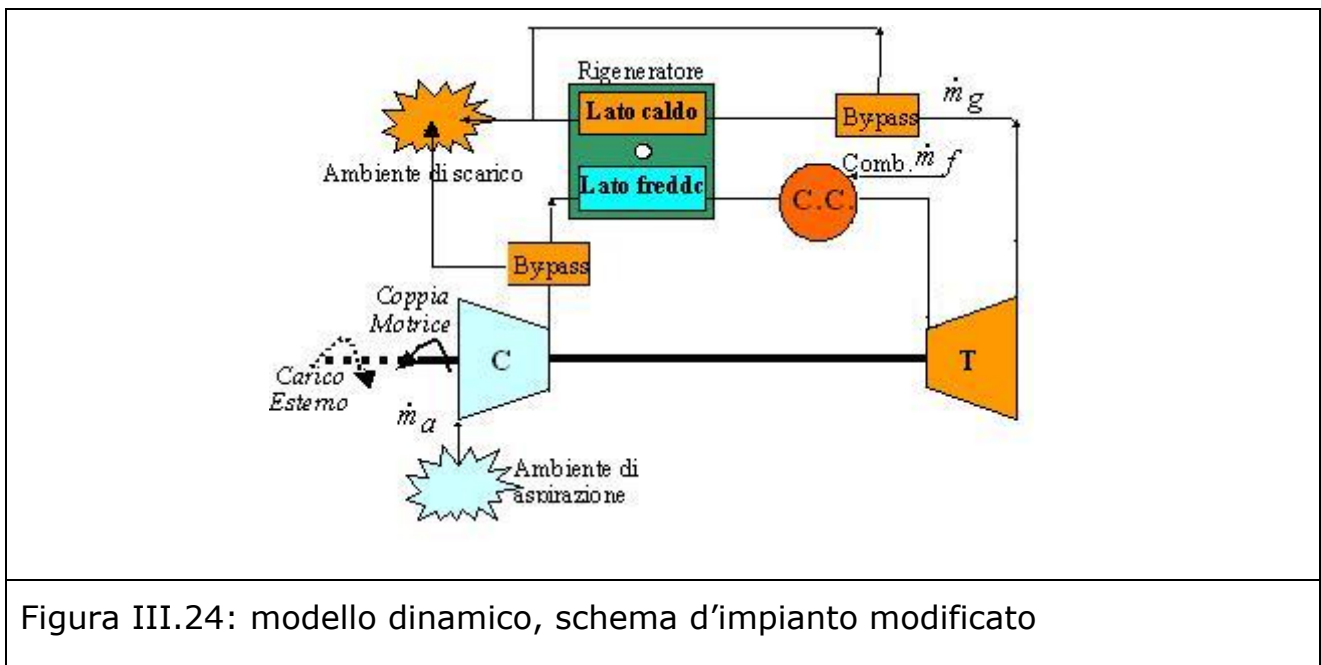 Rigeneratore
Lato caldo
Bypass
ṁ g
Ambiente di scarico
Lato freddc
Comb. ṁ f
C.C.
Bypass
Coppia
Motrice
C
T
Carico
Esterno
ṁ a
Ambiente di
aspirazione
Figura III.24: modello dinamico, schema d’impianto modificato